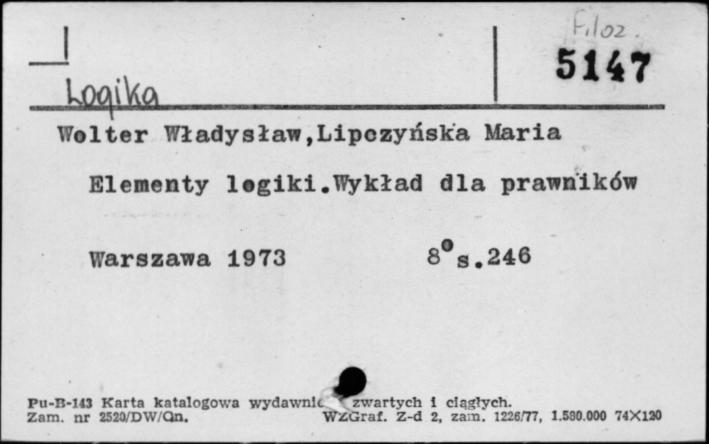 Filoz.
5147
Logika
Wolter Władysław,Lipczyńska Maria
Elementy logiki.Wykład dla prawników
Warszawa 1973 8° s.246
Pu-B-143 Karta katalogowa zwartych i ciągłych.
Zam. nr 2520/DW/Qn. WZGraf. Z-d 2, zam. 1226/77, 1.580.000 74X120